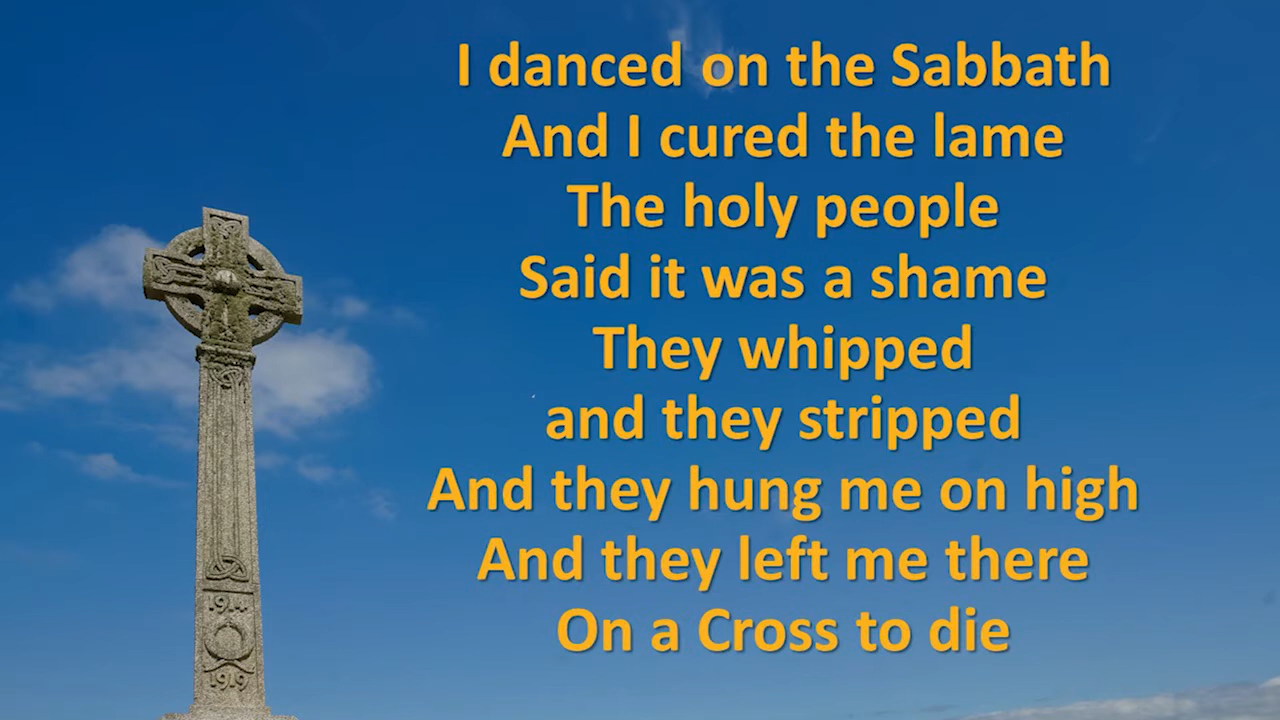 I danced on the Sabbath
And I cured the lame
The holy people
Said it was a shame
They whipped
and they stripped
And they hung me on high
And they left me there
On a Cross to die
1919